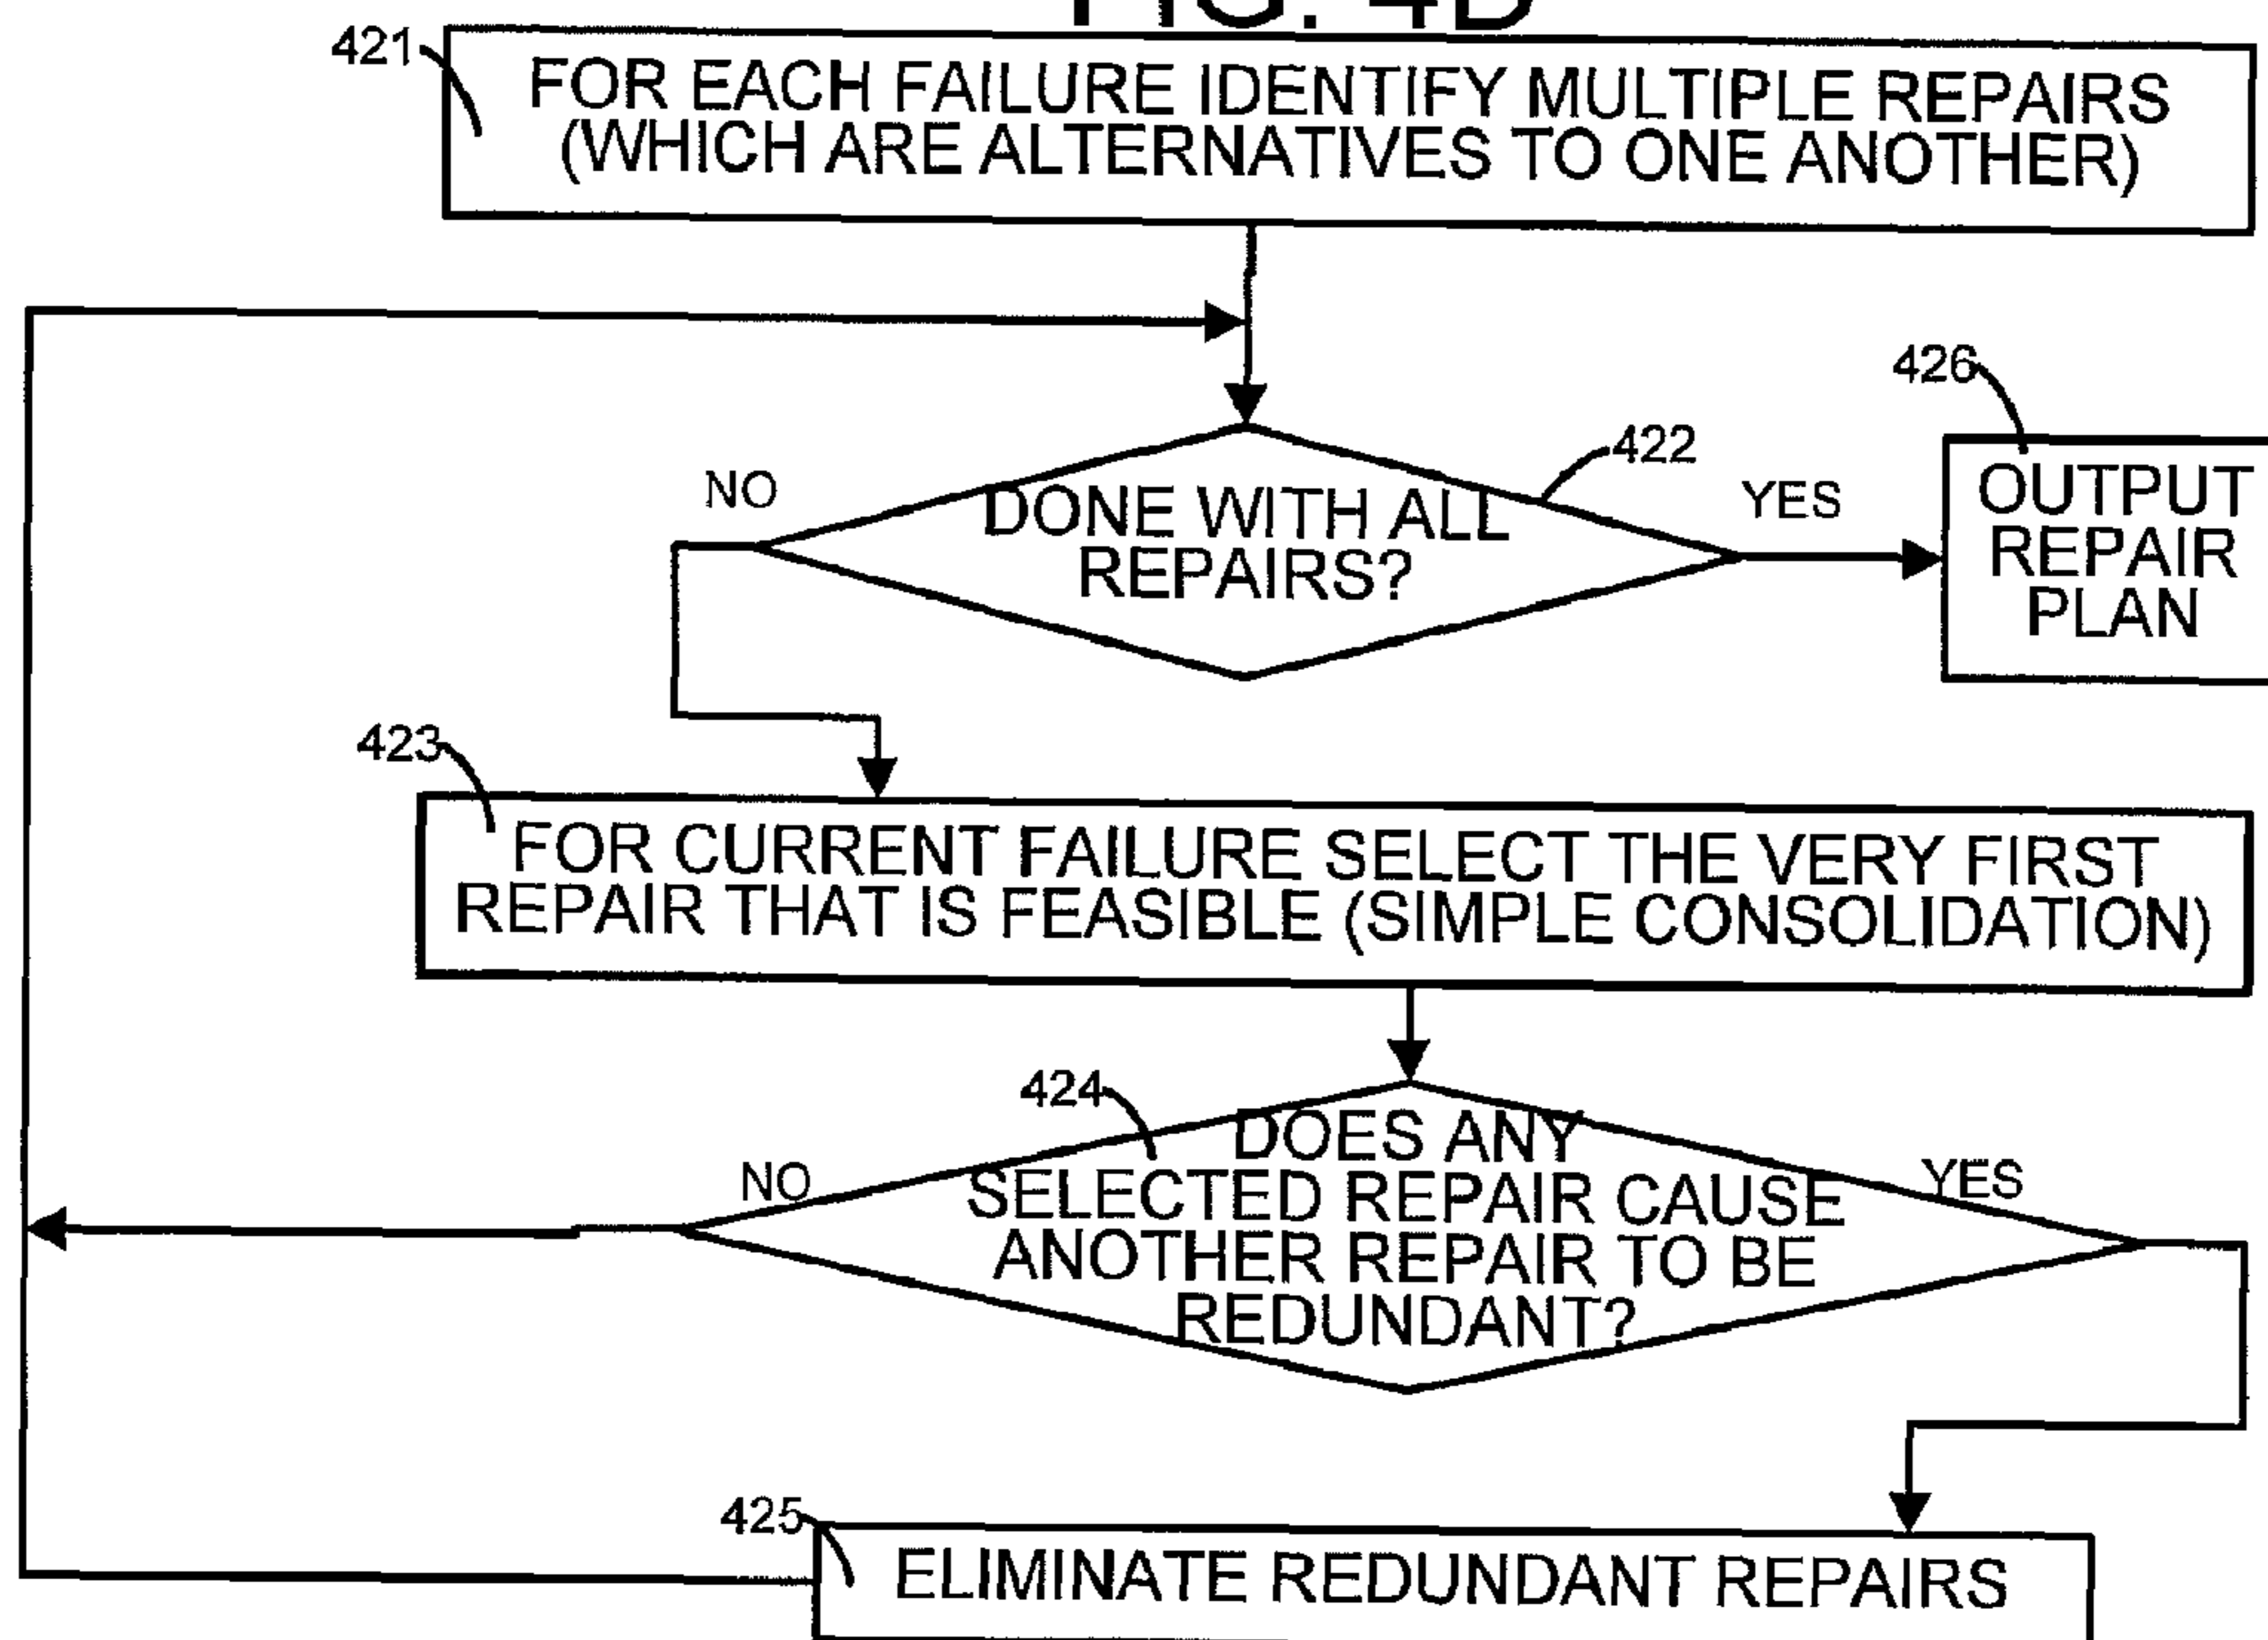 421
FOR EACH FAILURE IDENTIFY MULTIPLE REPAIRS
(WHICH ARE ALTERNATIVES TO ONE ANOTHER)
426
422
NO
YES
DONE WITH ALL
REPAIRS?
OUTPUT
REPAIR
PLAN
423
FOR CURRENT FAILURE SELECT THE VERY FIRST
REPAIR THAT IS FEASIBLE (SIMPLE CONSOLIDATION)
424
NO
YES
DOES ANY
SELECTED REPAIR CAUSE
ANOTHER REPAIR TO BE
REDUNDANT?
425
ELIMINATE REDUNDANT REPAIRS